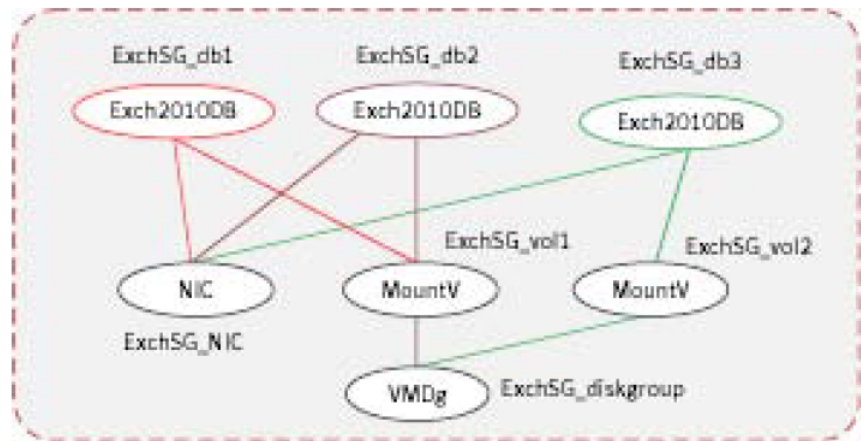 ExchSG_db1
ExchSG_db2
ExchSG_db3
Exch2010DB
Exch2010DB
Exch2010DB
ExchSG_vol1
ExchSG_vol2
NIC
MountV
MountV
ExchSG_NIC
VMDg
ExchSG_diskgroup